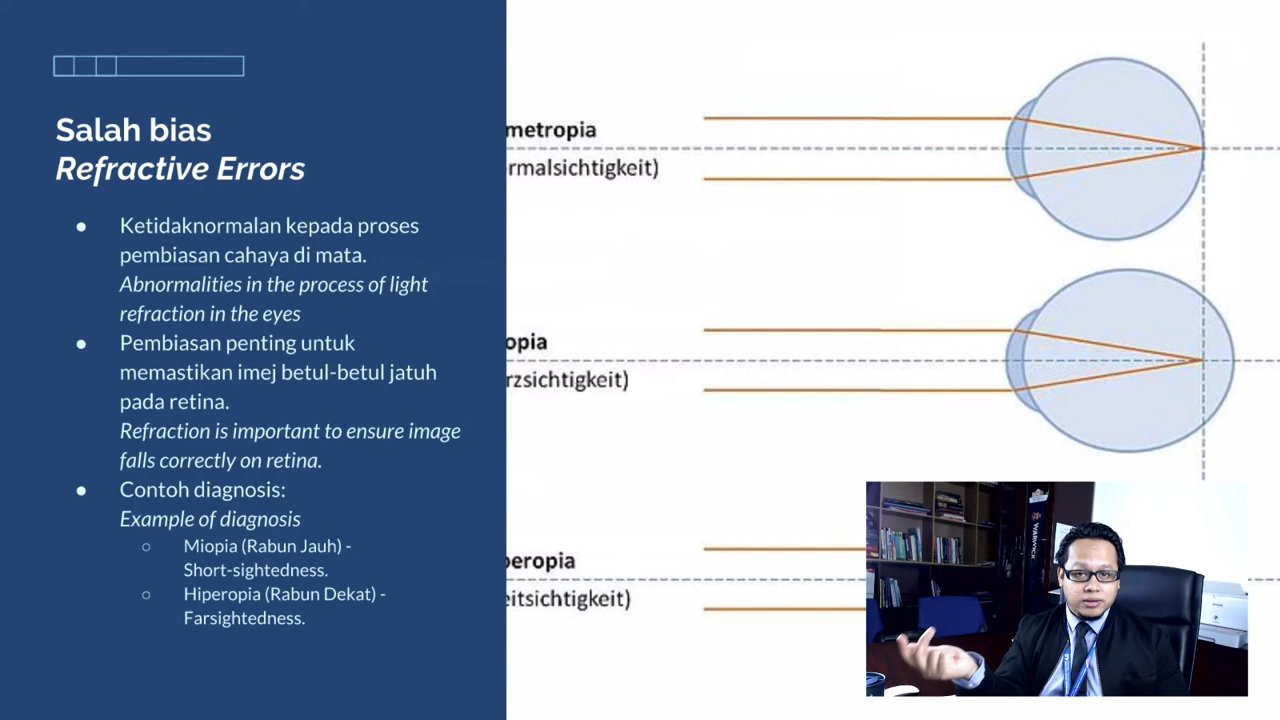 Salah bias
Refractive Errors
● Ketidaknormalan kepada proses
pembiasan cahaya di mata.
Abnormalities in the process of light
refraction in the eyes
● Pembiasan penting untuk
memastikan imej betul-betul jatuh
pada retina.
Refraction is important to ensure image
falls correctly on retina.
● Contoh diagnosis:
Example of diagnosis
○ Miopia (Rabun Jauh) -
Short-sightedness.
○ Hiperopia (Rabun Dekat) -
Farsightedness.
metropia
rmalsichtigkeit)
opia
rzsichtigkeit)
peropia
eitsichtigkeit)
WARWICK